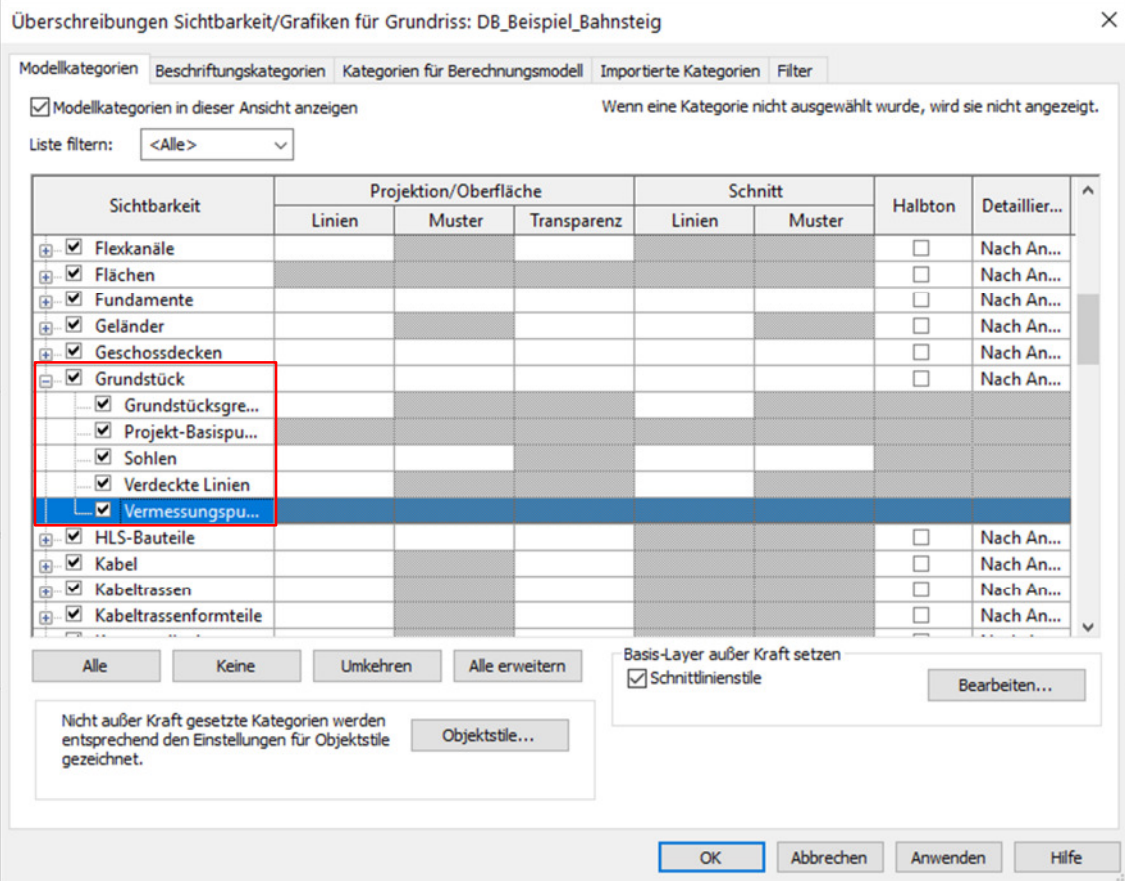 Überschreibungen Sichtbarkeit/Grafiken für Grundriss: DB_Beispiel_Bahnsteig
Modellkategorien Beschriftungskategorien Kategorien für Berechnungsmodell Importierte Kategorien Filter
Modellkategorien in dieser Ansicht anzeigen Wenn eine Kategorie nicht ausgewählt wurde, wird sie nicht angezeigt.
Liste filtern: <Alle>
Sichtbarkeit Projektion/Oberfläche Schnitt Halbton Detaillier...
Linien Muster Transparenz Linien Muster
Flexkanäle Nach An...
Flächen Nach An...
Fundamente Nach An...
Geländer Nach An...
Geschossdecken Nach An...
Grundstück Nach An...
Grundstücksgre...
Projekt-Basispu...
Sohlen
Verdeckte Linien
Vermessungspu...
HLS-Bauteile Nach An...
Kabel Nach An...
Kabeltrassen Nach An...
Kabeltrassenformteile Nach An...
Alle Keine Umkehren Alle erweitern
Basis-Layer außer Kraft setzen
Schnittlinienstile
Bearbeiten...
Nicht außer Kraft gesetzte Kategorien werden
entsprechend den Einstellungen für Objektstile
gezeichnet.
Objektstile...
OK Abbrechen Anwenden Hilfe